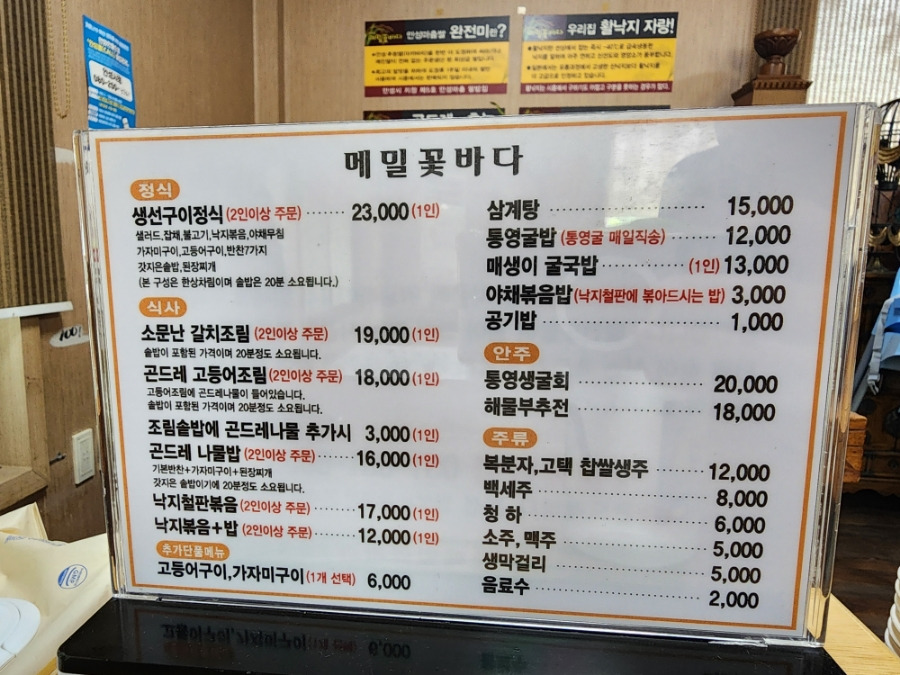 안성마춤쌀 완전미란?
우리집 활낙지 자랑!
메밀꽃바다
정식
생선구이정식(2인이상 주문) ······· 23,000 (1인)
샐러드,잡채,불고기,낙지볶음,야채무침
가자미구이,고등어구이,반찬7가지
갓지은솥밥,된장찌개
(본 구성은 한상차림이며 솥밥은 20분 소요됩니다.)
식사
소문난 갈치조림 (2인이상 주문) 19,000 (1인)
솥밥이 포함된 가격이며 20분정도 소요됩니다.
곤드레 고등어조림(2인이상 주문) 18,000 (1인)
고등어조림에 곤드레나물이 들어있습니다.
솥밥이 포함된 가격이며 20분정도 소요됩니다.
조림솥밥에 곤드레나물 추가시 3,000 (1인)
곤드레 나물밥(2인이상 주문) ······· 16,000 (1인)
기본반찬+가자미구이+된장찌개
갓지은 솥밥이기에 20분정도 소요됩니다.
낙지철판볶음(2인이상 주문) ······· 17,000 (1인)
낙지볶음+밥(2인이상 주문) ······· 12,000 (1인)
추가단품메뉴
고등어구이,가자미구이(1개 선택) 6,000
삼계탕 ······· 15,000
통영굴밥 (통영굴 매일직송) ······· 12,000
매생이 굴국밥 ······· (1인) 13,000
야채볶음밥(낙지철판에 볶아드시는 밥) 3,000
공기밥 ······· 1,000
안주
통영생굴회 ······· 20,000
해물부추전 ······· 18,000
주류
복분자,고택 찹쌀생주 ······· 12,000
백세주 ······· 8,000
청 하 ······· 6,000
소주, 맥주 ······· 5,000
생막걸리 ······· 5,000
음료수 ······· 2,000